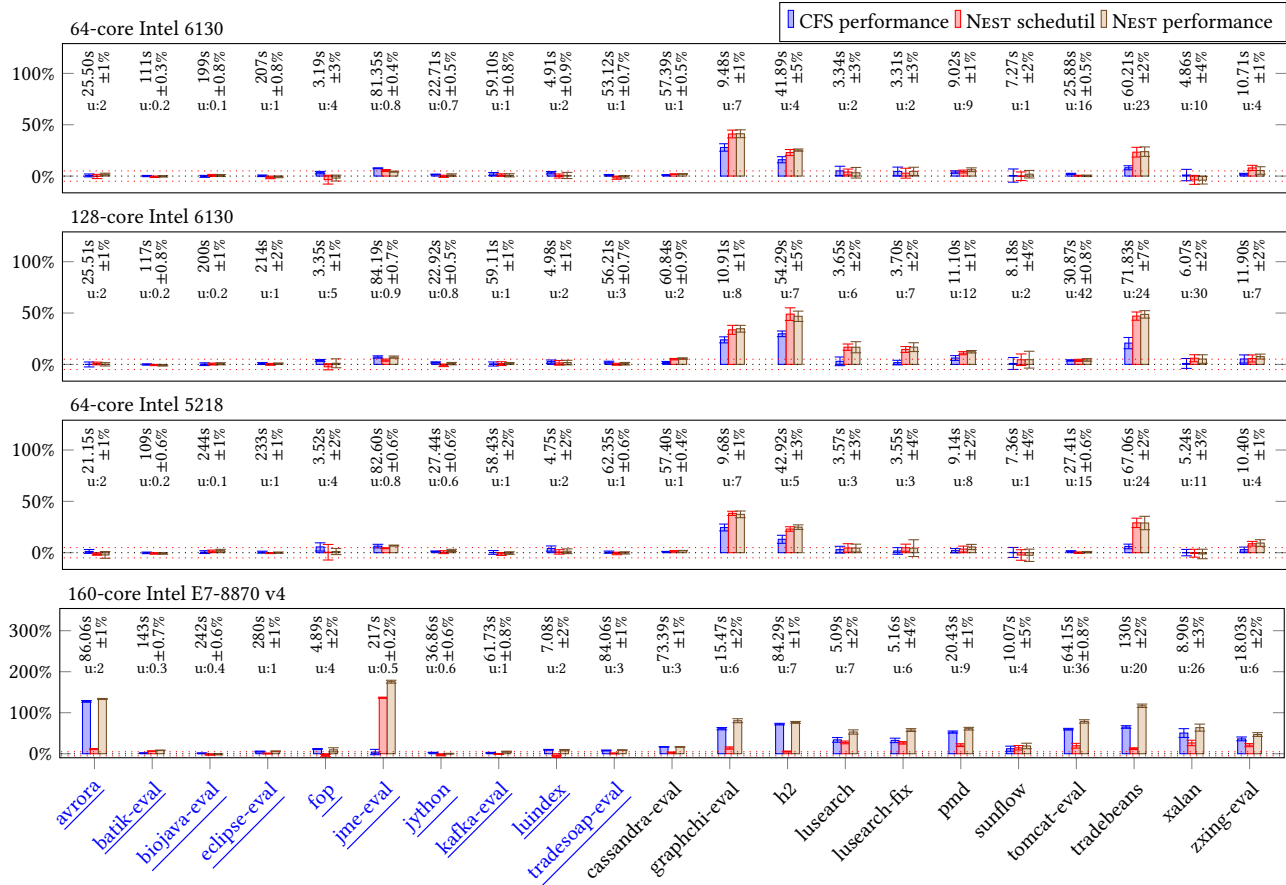 CFS performance NEST schedutil NEST performance
64-core Intel 6130
100%
50%
0%
25.50s ±1% u:2
111s ±0.3% u:0.2
199s ±0.8% u:0.1
207s ±0.8% u:1
3.19s ±3% u:4
81.35s ±0.4% u:0.8
22.71s ±0.5% u:0.7
59.10s ±0.8% u:1
4.91s ±0.9% u:2
53.12s ±0.7% u:1
57.39s ±0.5% u:1
9.48s ±1% u:7
41.89s ±5% u:4
3.34s ±3% u:2
3.31s ±3% u:2
9.02s ±1% u:9
7.27s ±2% u:1
25.88s ±0.5% u:16
60.21s ±2% u:23
4.86s ±4% u:10
10.71s ±1% u:4
128-core Intel 6130
100%
50%
0%
25.51s ±1% u:2
117s ±0.8% u:0.2
200s ±1% u:0.2
214s ±2% u:1
3.35s ±1% u:5
84.19s ±0.7% u:0.9
22.92s ±0.5% u:0.8
59.11s ±1% u:1
4.98s ±1% u:2
56.21s ±0.7% u:3
60.84s ±0.9% u:2
10.91s ±1% u:8
54.29s ±5% u:7
3.65s ±2% u:6
3.70s ±2% u:7
11.10s ±1% u:12
8.18s ±4% u:2
30.87s ±0.8% u:42
71.83s ±7% u:24
6.07s ±2% u:30
11.90s ±2% u:7
64-core Intel 5218
100%
50%
0%
21.15s ±1% u:2
109s ±0.6% u:0.2
244s ±1% u:0.1
233s ±1% u:1
3.52s ±2% u:4
82.60s ±0.6% u:0.8
27.44s ±0.6% u:0.6
58.43s ±2% u:1
4.75s ±2% u:2
62.35s ±0.6% u:1
57.40s ±0.4% u:1
9.68s ±1% u:7
42.92s ±3% u:5
3.57s ±3% u:3
3.55s ±4% u:3
9.14s ±2% u:8
7.36s ±4% u:1
27.41s ±0.6% u:15
67.06s ±2% u:24
5.24s ±3% u:11
10.40s ±1% u:4
160-core Intel E7-8870 v4
300%
200%
100%
0%
86.06s ±1% u:2
143s ±0.7% u:0.3
242s ±0.6% u:0.4
280s ±1% u:1
4.89s ±2% u:4
217s ±0.2% u:0.5
36.86s ±0.6% u:0.6
61.73s ±0.8% u:1
7.08s ±2% u:2
84.06s ±1% u:3
73.39s ±1% u:3
15.47s ±2% u:6
84.29s ±1% u:7
5.09s ±2% u:7
5.16s ±4% u:6
20.43s ±1% u:9
10.07s ±5% u:4
64.15s ±0.8% u:36
130s ±2% u:20
8.90s ±3% u:26
18.03s ±2% u:6
avrora
batik-eval
biojava-eval
eclipse-eval
fop
jme-eval
jython
kafka-eval
luindex
tradesoap-eval
cassandra-eval
graphchi-eval
h2
lusearch
lusearch-fix
pmd
sunflow
tomcat-eval
tradebeans
xalan
zxing-eval